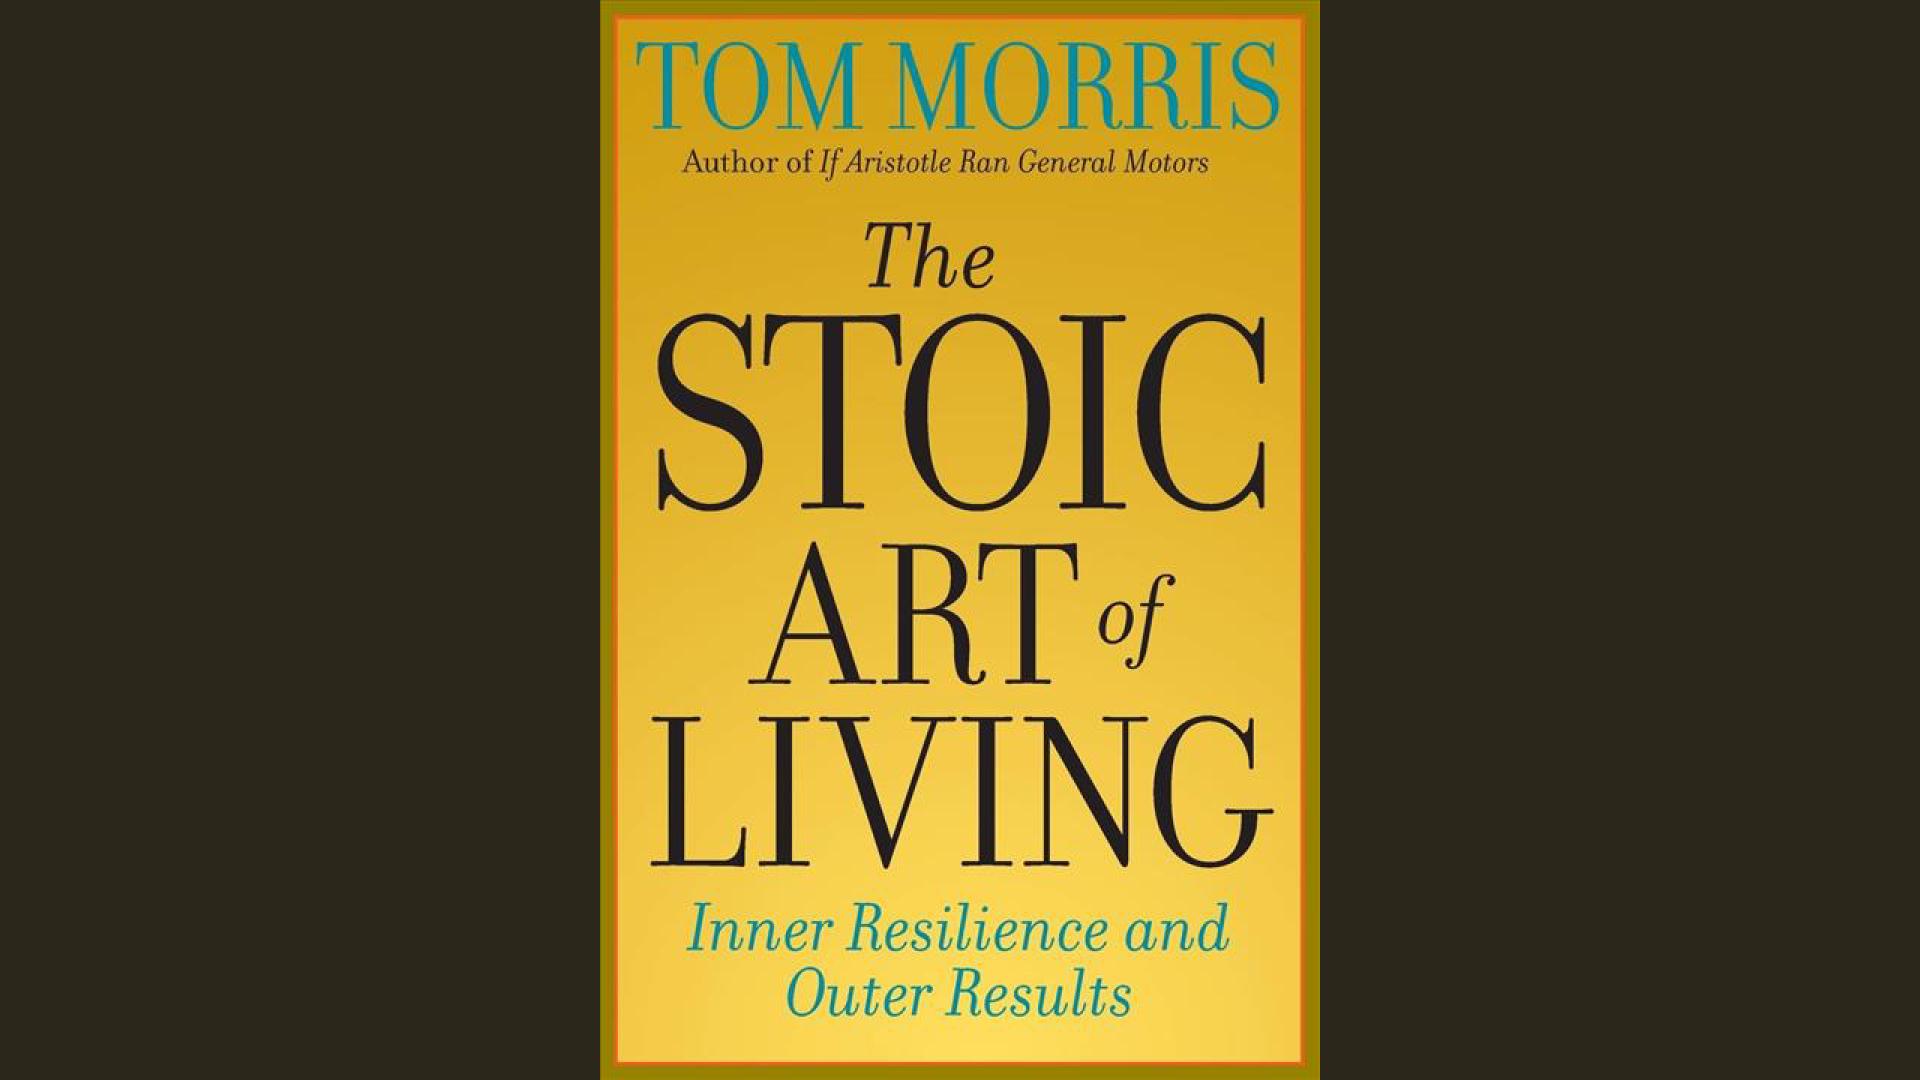 TOM MORRIS
Author of If Aristotle Ran General Motors
The
STOIC
ART of
LIVING
Inner Resilience and
Outer Results